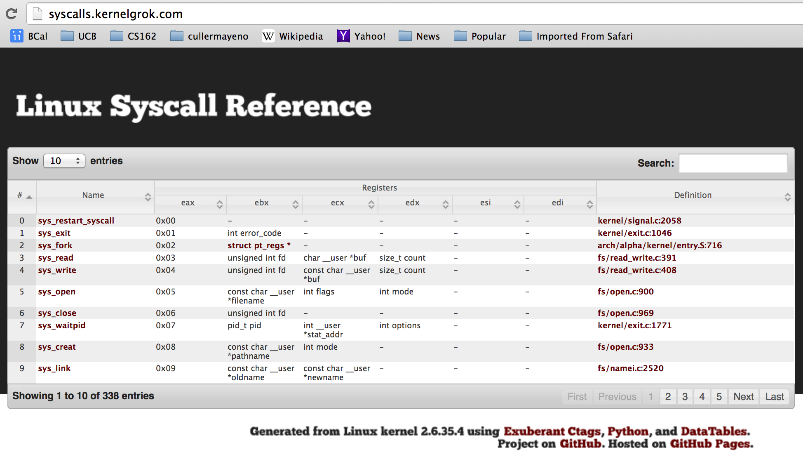 syscalls.kernelgrok.com
11 BCal UCB CS162 cullermayeno W Wikipedia Y Yahoo! News Popular Imported From Safari
Linux Syscall Reference
Show 10 entries Search:
# Name Registers Definition
eax ebx ecx edx esi edi
0 sys_restart_syscall 0x00 - - - - - kernel/signal.c:2058
1 sys_exit 0x01 int error_code - - - - kernel/exit.c:1046
2 sys_fork 0x02 struct pt_regs * - - - - arch/alpha/kernel/entry.S:716
3 sys_read 0x03 unsigned int fd char __user *buf size_t count - - fs/read_write.c:391
4 sys_write 0x04 unsigned int fd const char __user size_t count - - fs/read_write.c:408
*buf
5 sys_open 0x05 const char __user int flags int mode - - fs/open.c:900
*filename
6 sys_close 0x06 unsigned int fd - - - - fs/open.c:969
7 sys_waitpid 0x07 pid_t pid int __user int options - - kernel/exit.c:1771
*stat_addr
8 sys_creat 0x08 const char __user int mode - - - fs/open.c:933
*pathname
9 sys_link 0x09 const char __user const char __user - - - fs/namei.c:2520
*oldname *newname
Showing 1 to 10 of 338 entries First Previous 1 2 3 4 5 Next Last
Generated from Linux kernel 2.6.35.4 using Exuberant Ctags, Python, and DataTables.
Project on GitHub. Hosted on GitHub Pages.